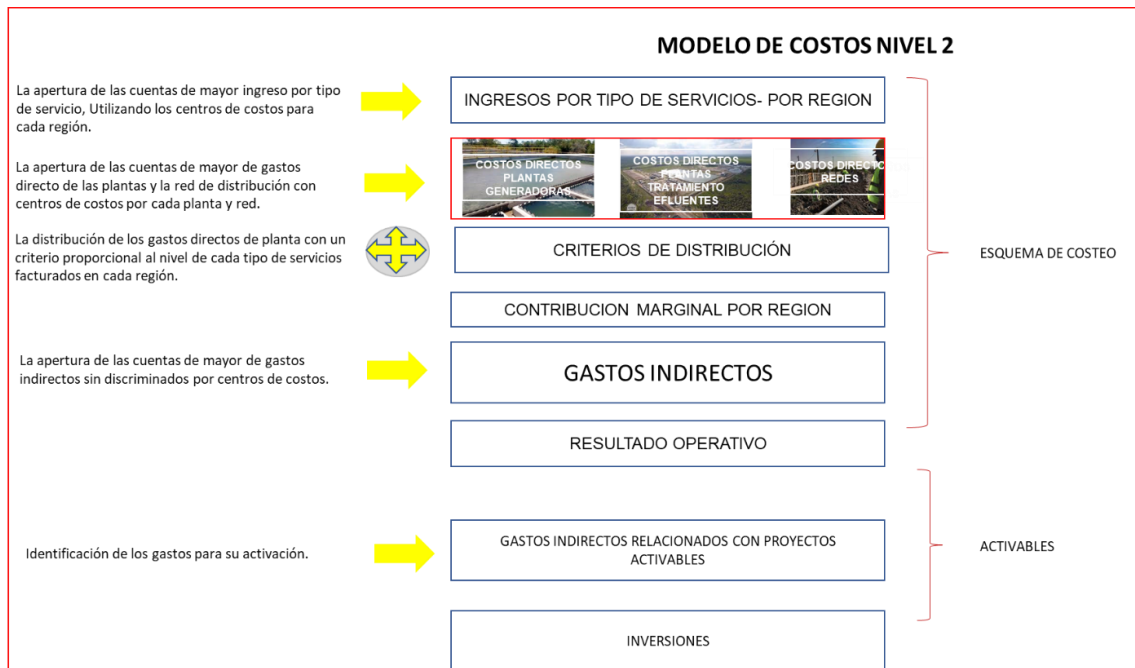 MODELO DE COSTOS NIVEL 2
La apertura de las cuentas de mayor ingreso por tipo
de servicio, Utilizando los centros de costos para
cada región.
INGRESOS POR TIPO DE SERVICIOS- POR REGION
La apertura de las cuentas de mayor de gastos
directo de las plantas y la red de distribución con
centros de costos por cada planta y red.
COSTOS DIRECTOS
PLANTAS
GENERADORAS
COSTOS DIRECTOS
PLANTAS
TRATAMIENTO
EFLUENTES
COSTOS DIRECTO
REDES
La distribución de los gastos directos de planta con un
criterio proporcional al nivel de cada tipo de servicios
facturados en cada región.
CRITERIOS DE DISTRIBUCIÓN
ESQUEMA DE COSTEO
CONTRIBUCION MARGINAL POR REGION
La apertura de las cuentas de mayor de gastos
indirectos sin discriminados por centros de costos.
GASTOS INDIRECTOS
RESULTADO OPERATIVO
Identificación de los gastos para su activación.
GASTOS INDIRECTOS RELACIONADOS CON PROYECTOS
ACTIVABLES
ACTIVABLES
INVERSIONES